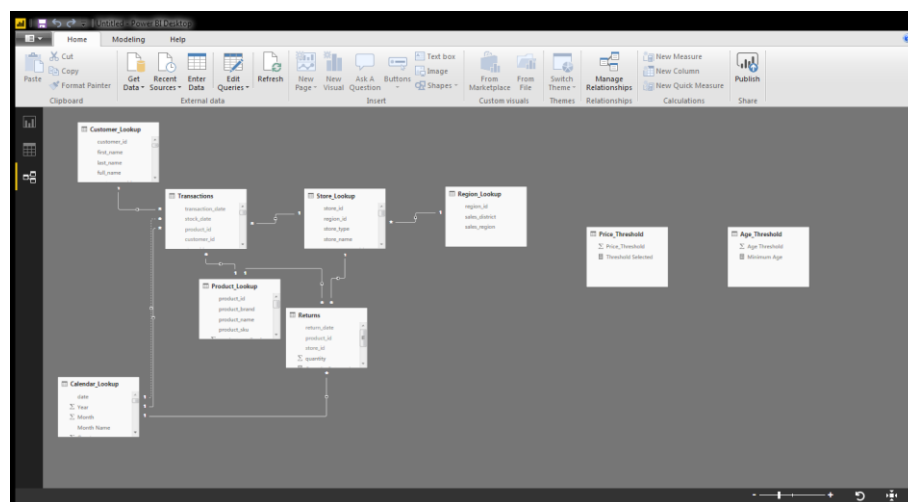 Untitled - Power BI Desktop
Home Modeling Help
Cut
Copy
Format Painter
Paste
Clipboard
Get Data
Recent Sources
Enter Data
Edit Queries
Refresh
External data
New Page
New Visual
Ask A Question
Buttons
Text box
Image
Shapes
Insert
From Marketplace
From File
Custom visuals
Switch Theme
Themes
Manage Relationships
Relationships
New Measure
New Column
New Quick Measure
Calculations
Publish
Share
Customer_Lookup
customer_id
first_name
last_name
full_name
Transactions
transaction_date
stock_date
product_id
customer_id
Store_Lookup
store_id
region_id
store_type
store_name
Region_Lookup
region_id
sales_district
sales_region
Price_Threshold
Σ Price_Threshold
Threshold Selected
Age_Threshold
Σ Age Threshold
Minimum Age
Product_Lookup
product_id
product_brand
product_name
product_sku
Returns
return_date
product_id
store_id
Σ quantity
Calendar_Lookup
date
Σ Year
Σ Month
Month Name